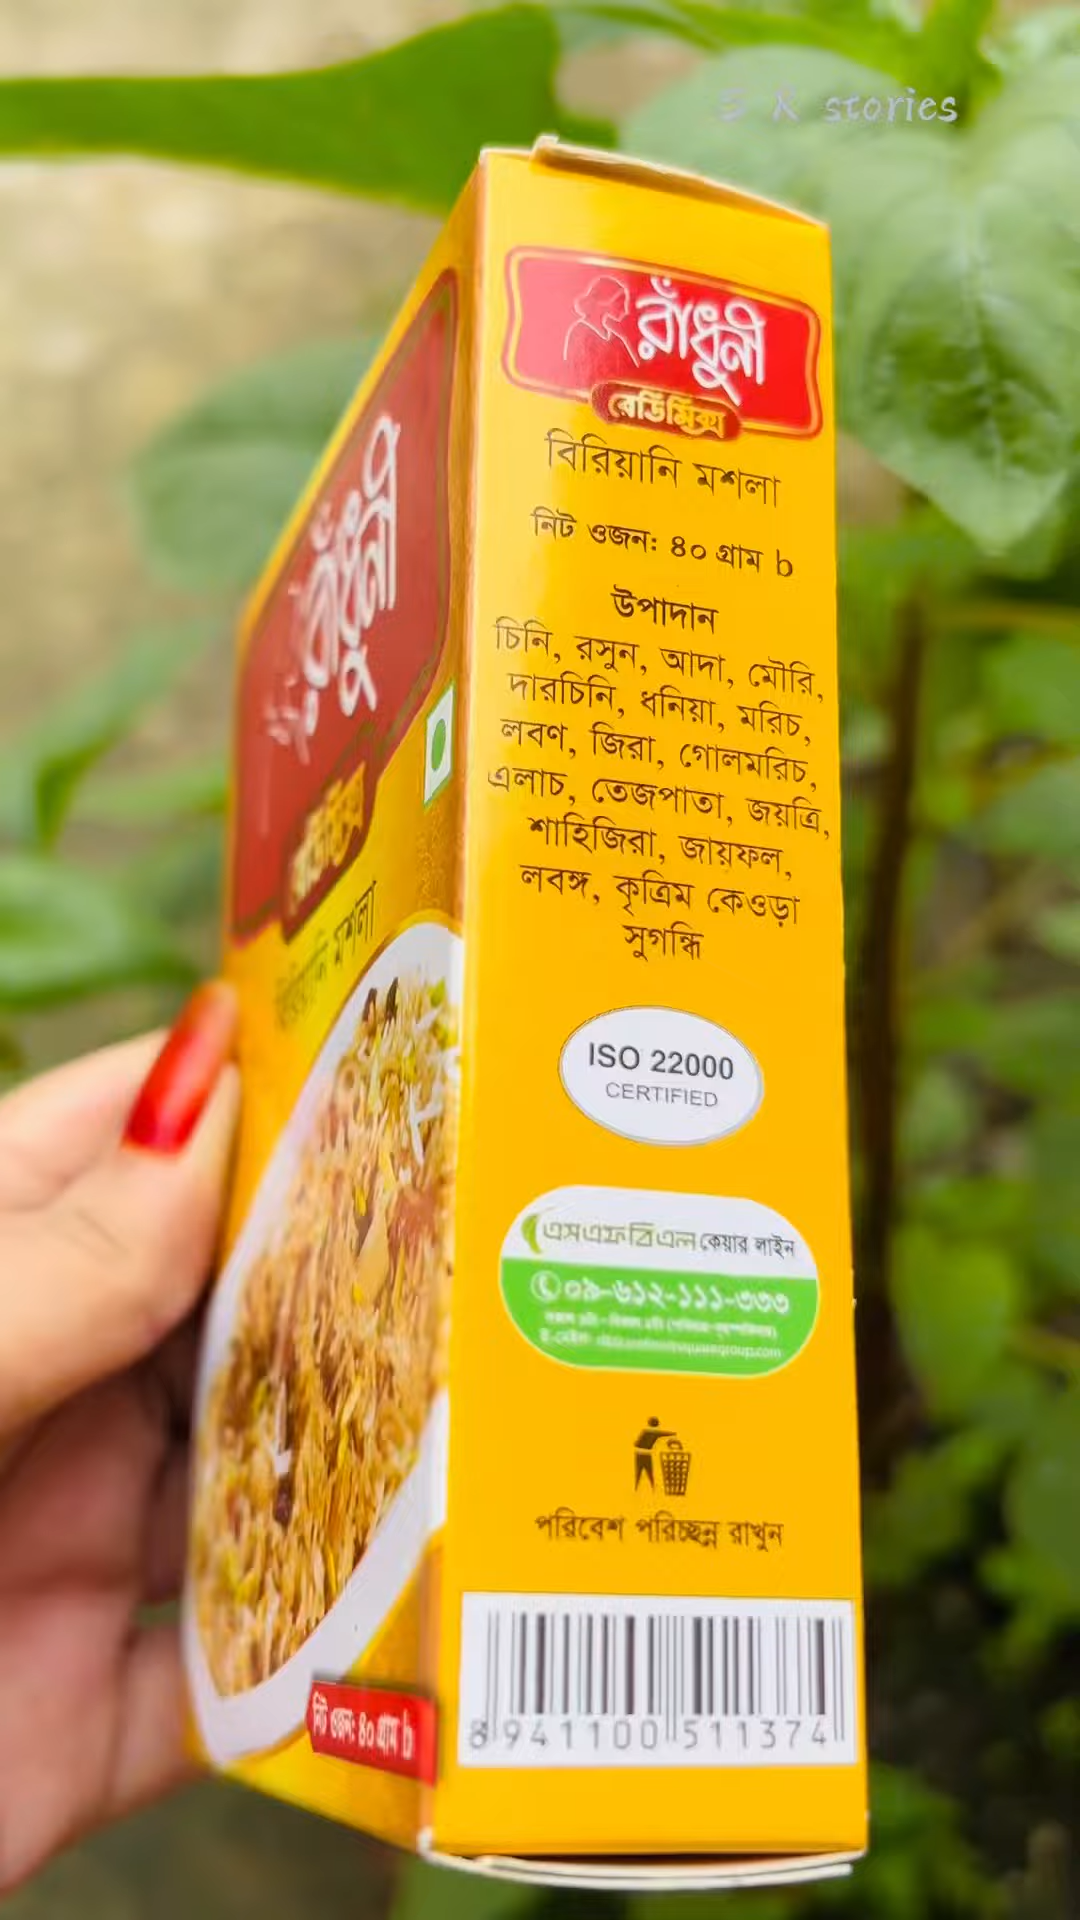 S R stories
রাঁধুনী
রেডিমিক্স
বিরিয়ানি মশলা
নিট ওজন: ৪০ গ্রাম b
উপাদান
চিনি, রসুন, আদা, মৌরি,
দারচিনি, ধনিয়া, মরিচ,
লবণ, জিরা, গোলমরিচ,
এলাচ, তেজপাতা, জয়ত্রি,
শাহিজিরা, জায়ফল,
লবঙ্গ, কৃত্রিম কেওড়া
সুগন্ধি
ISO 22000
CERTIFIED
এসএফবিএল কেয়ার লাইন
০৯-৬১২-১১১-৩৩৩
পরিবেশ পরিচ্ছন্ন রাখুন
8 941100 511374
রাঁধুনী
রেডিমিক্স
বিরিয়ানি মশলা
নিট ওজন: ৪০ গ্রাম b